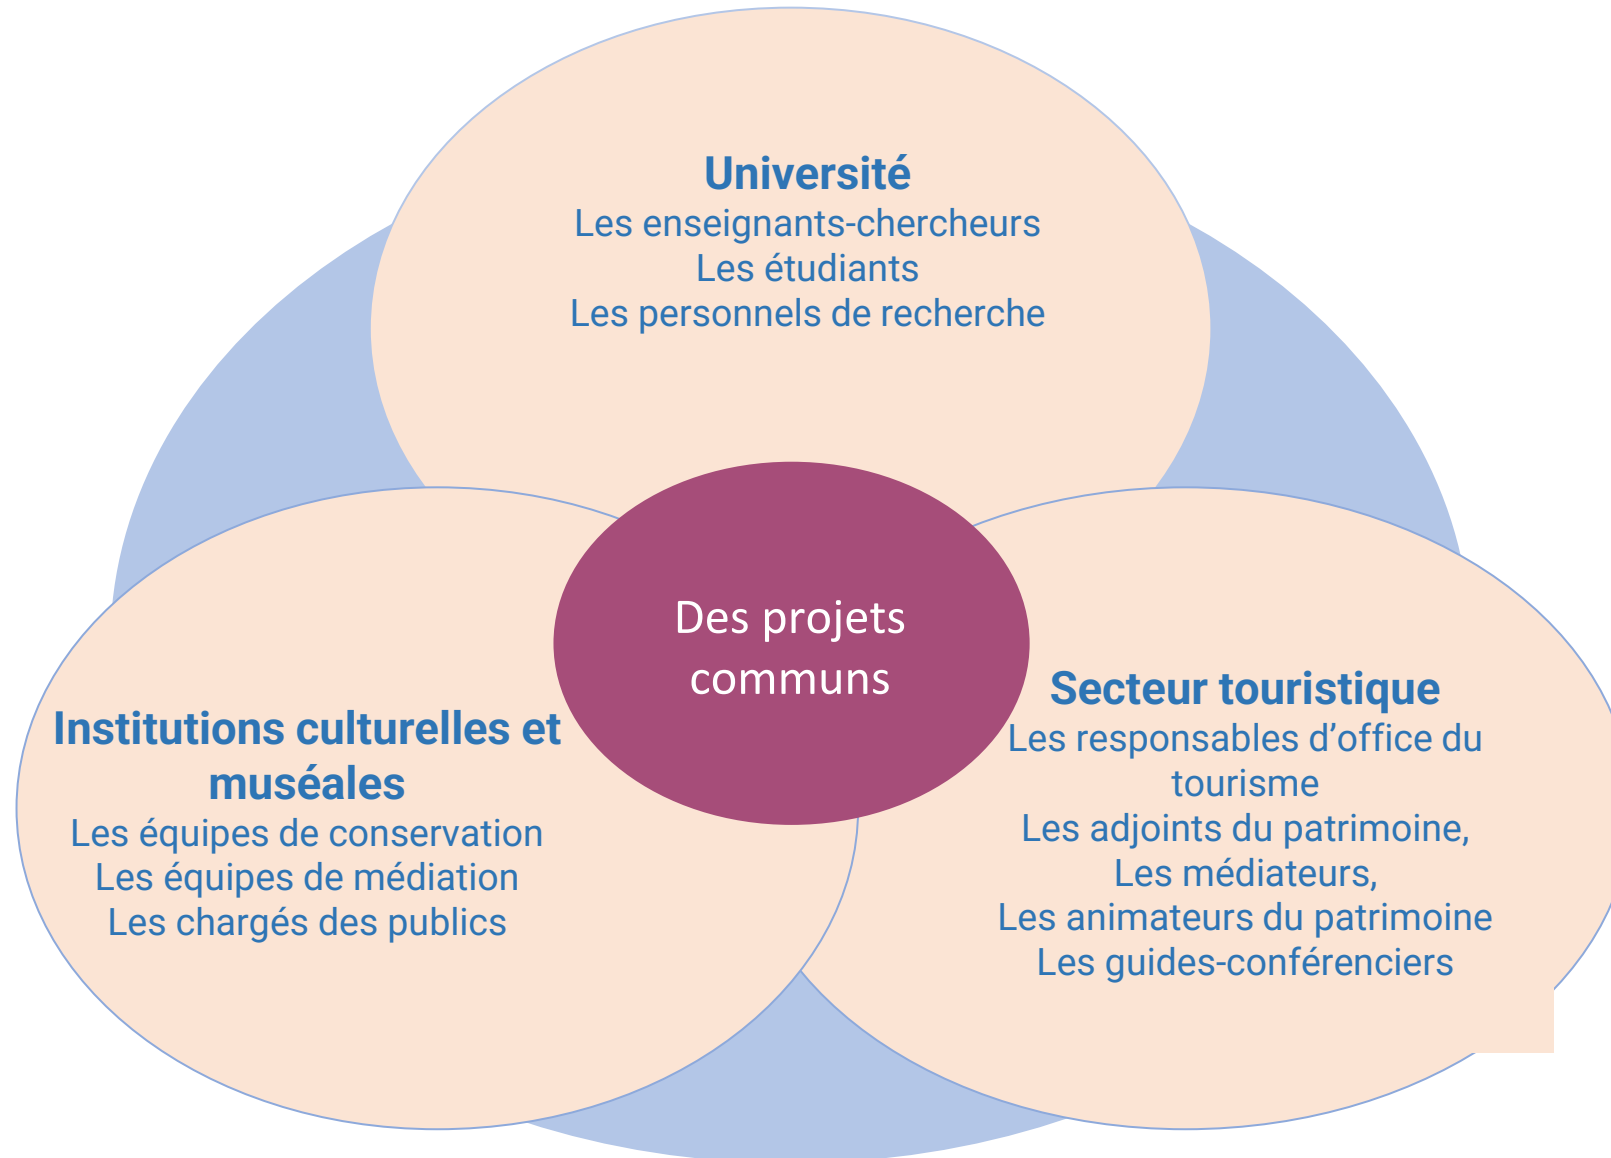 Université
Les enseignants-chercheurs
Les étudiants
Les personnels de recherche
Des projets
communs
Institutions culturelles et
muséales
Les équipes de conservation
Les équipes de médiation
Les chargés des publics
Secteur touristique
Les responsables d’office du
tourisme
Les adjoints du patrimoine,
Les médiateurs,
Les animateurs du patrimoine
Les guides-conférenciers